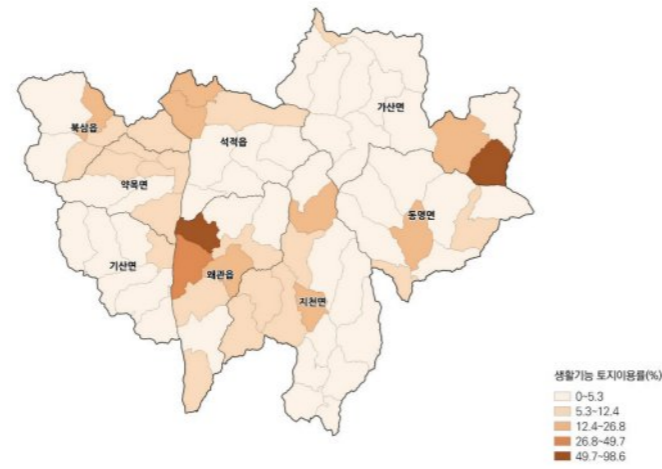 가산면
북삼읍
석적읍
약목면
동명면
기산면
왜관읍
지천면
생활기능 토지이용률(%)
0~5.3
5.3~12.4
12.4~26.8
26.8~49.7
49.7~98.6